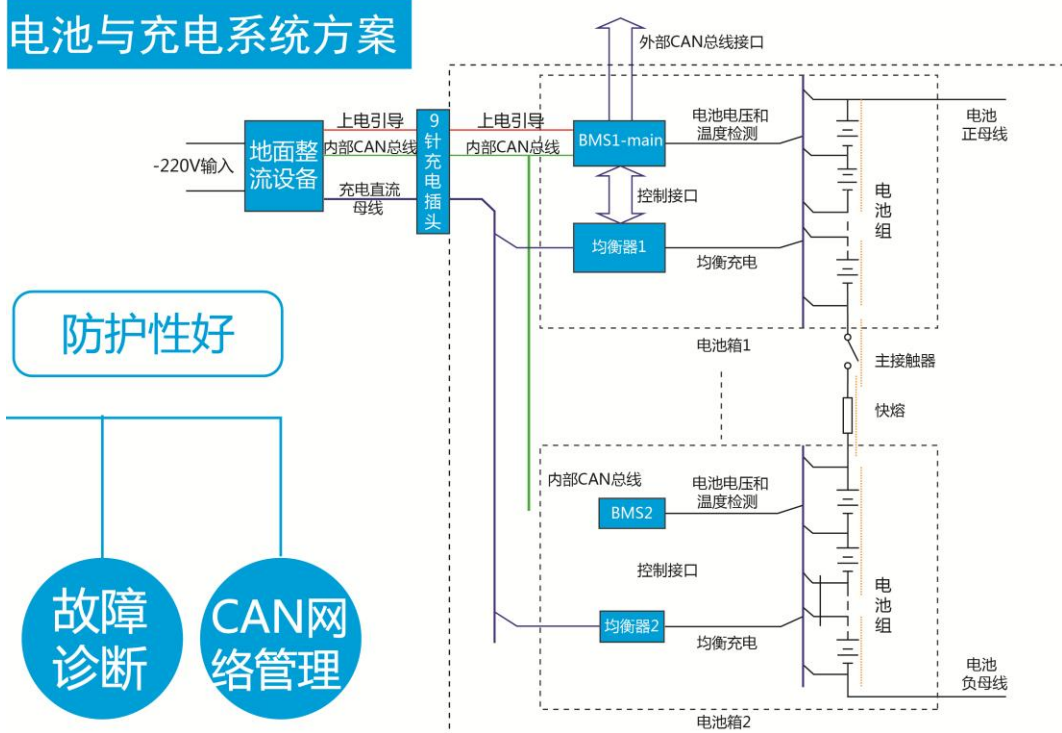 电池与充电系统方案
外部CAN总线接口
-220V输入
地面整
流设备
上电引导
内部CAN总线
充电直流
母线
9
针
充
电
插
头
上电引导
内部CAN总线
BMS1-main
电池电压和
温度检测
控制接口
均衡器1
均衡充电
电
池
组
电池
正母线
电池箱1
主接触器
快熔
防护性好
故障
诊断
CAN网
络管理
内部CAN总线
BMS2
电池电压和
温度检测
控制接口
均衡器2
均衡充电
电
池
组
电池
负母线
电池箱2